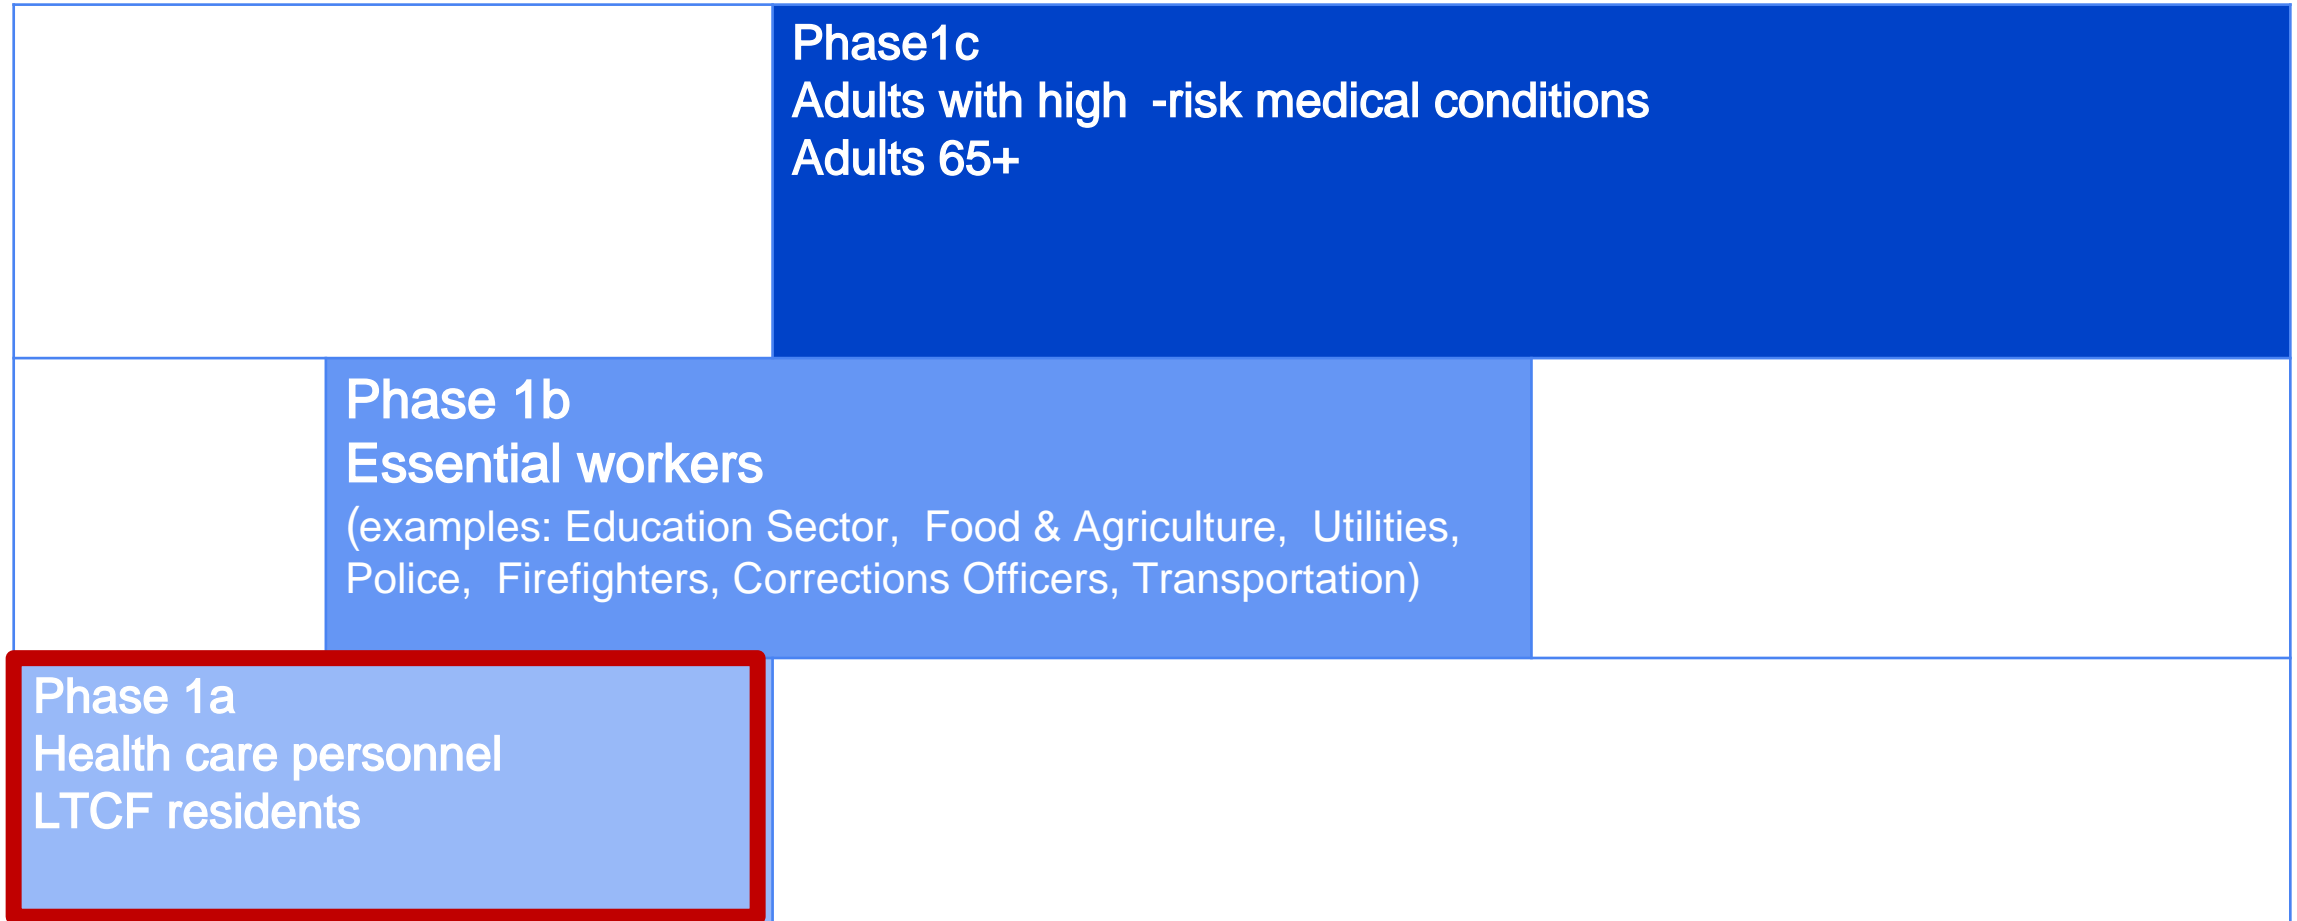 Phase1c
Adults with high -risk medical conditions
Adults 65+
Phase 1b
Essential workers
(examples: Education Sector, Food & Agriculture, Utilities,
Police, Firefighters, Corrections Officers, Transportation)
Phase 1a
Health care personnel
LTCF residents